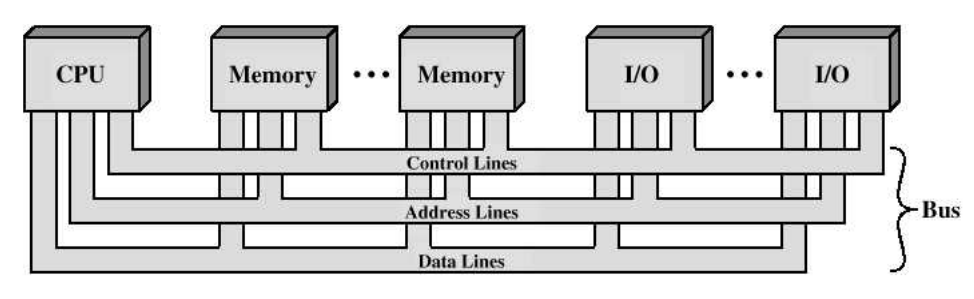 CPU Memory ••• Memory I/O ••• I/O
Control Lines
Address Lines
Bus
Data Lines